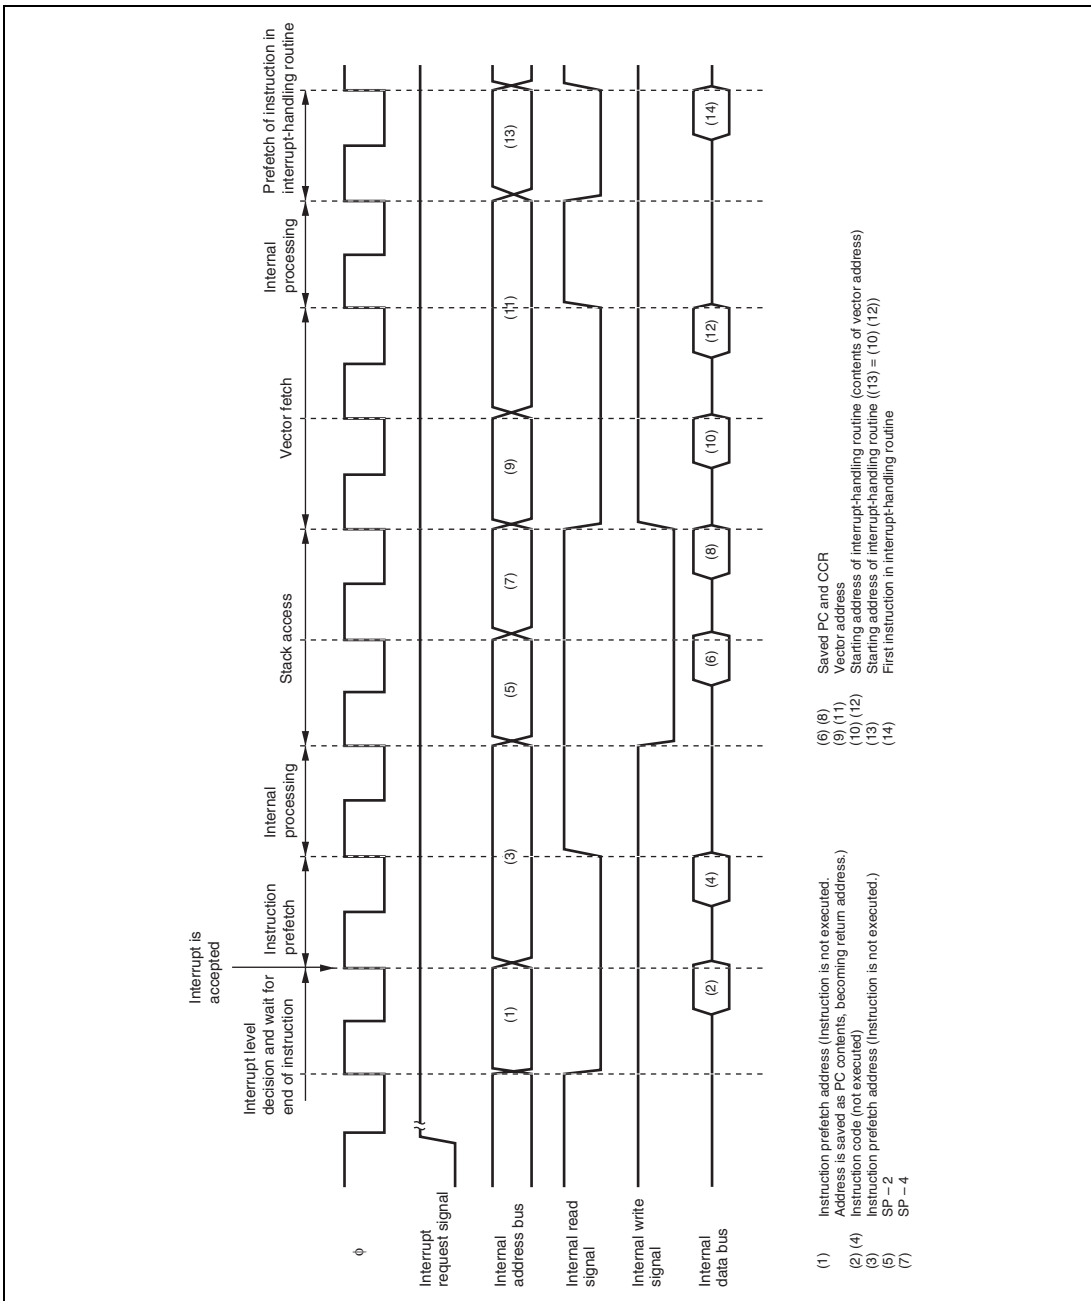 Interrupt is
accepted
Interrupt level
decision and wait for
end of instruction
Instruction
prefetch
Internal
processing
Stack access
Vector fetch
Internal
processing
Prefetch of instruction in
interrupt-handling routine
φ
Interrupt
request signal
Internal
address bus
(1)
(3)
(5)
(7)
(9)
(11)
(13)
Internal read
signal
Internal write
signal
Internal
data bus
(2)
(4)
(6)
(8)
(10)
(12)
(14)
(1) Instruction prefetch address (Instruction is not executed.
Address is saved as PC contents, becoming return address.)
(2) (4) Instruction code (not executed)
(3) Instruction prefetch address (Instruction is not executed.)
(5) SP – 2
(7) SP – 4
(6) (8) Saved PC and CCR
(9) (11) Vector address
(10) (12) Starting address of interrupt-handling routine (contents of vector address)
(13) Starting address of interrupt-handling routine ((13) = (10) (12))
(14) First instruction in interrupt-handling routine